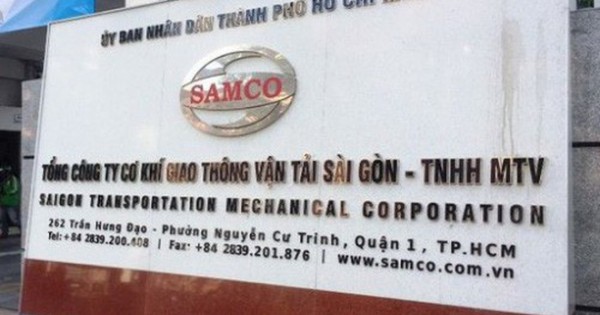 ỦY BAN NHÂN DÂN THÀNH PHỐ HỒ CHÍ
SAMCO
TỔNG CÔNG TY CƠ KHÍ GIAO THÔNG VẬN TẢI SÀI GÒN - TNHH MTV
SAIGON TRANSPORTATION MECHANICAL CORPORATION
262 Trần Hưng Đạo - Phường Nguyễn Cư Trinh, Quận 1, TP.HCM
Tel:+84 2839.200.408 | Fax: +84 2839.201.876 | www.samco.com.vn